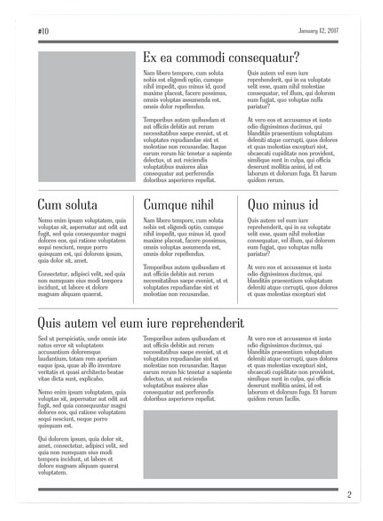 #10
January 12, 2017
Ex ea commodi consequatur?
Nam libero tempore, cum soluta
nobis est eligendi optio, cumque
nihil impedit, quo minus id, quod
maxime placeat, facere possimus,
omnis voluptas assumenda est,
omnis dolor repellendus.
Temporibus autem quibusdam et
aut officiis debitis aut rerum
necessitatibus saepe eveniet, ut et
voluptates repudiandae sint et
molestiae non recusandae. Itaque
earum rerum hic tenetur a sapiente
delectus, ut aut reiciendis
voluptatibus maiores alias
consequatur aut perferendis
doloribus asperiores repellat.
Quis autem vel eum iure
reprehenderit, qui in ea voluptate
velit esse, quam nihil molestiae
consequatur, vel illum, qui dolorem
eum fugiat, quo voluptas nulla
pariatur?
At vero eos et accusamus et iusto
odio dignissimos ducimus, qui
blanditiis praesentium voluptatum
deleniti atque corrupti, quos dolores
et quas molestias excepturi sint,
obcaecati cupiditate non provident,
similique sunt in culpa, qui officia
deserunt mollitia animi, id est
laborum et dolorum fuga. Et harum
quidem rerum.
Cum soluta
Nemo enim ipsam voluptatem, quia
voluptas sit, aspernatur aut odit aut
fugit, sed quia consequuntur magni
dolores eos, qui ratione voluptatem
sequi nesciunt, neque porro
quisquam est, qui dolorem ipsum,
quia dolor sit, amet.
Consectetur, adipisci velit, sed quia
non numquam eius modi tempora
incidunt, ut labore et dolore
magnam aliquam quaerat.
Cumque nihil
Nam libero tempore, cum soluta
nobis est eligendi optio, cumque
nihil impedit, quo minus id, quod
maxime placeat, facere possimus,
omnis voluptas assumenda est,
omnis dolor repellendus.
Temporibus autem quibusdam et
aut officiis debitis aut rerum
necessitatibus saepe eveniet, ut et
voluptates repudiandae sint et
molestiae non recusandae.
Quo minus id
Quis autem vel eum iure
reprehenderit, qui in ea voluptate
velit esse, quam nihil molestiae
consequatur, vel illum, qui dolorem
eum fugiat, quo voluptas nulla
pariatur?
At vero eos et accusamus et iusto
odio dignissimos ducimus, qui
blanditiis praesentium voluptatum
deleniti atque corrupti, quos dolores
et quas molestias excepturi sint
Quis autem vel eum iure reprehenderit
Sed ut perspiciatis, unde omnis iste
natus error sit voluptatem
accusantium doloremque
laudantium, totam rem aperiam
eaque ipsa, quae ab illo inventore
veritatis et quasi architecto beatae
vitae dicta sunt, explicabo.
Nemo enim ipsam voluptatem, quia
voluptas sit, aspernatur aut odit aut
fugit, sed quia consequuntur magni
dolores eos, qui ratione voluptatem
sequi nesciunt, neque porro
quisquam est.
Qui dolorem ipsum, quia dolor sit,
amet, consectetur, adipisci velit, sed
quia non numquam eius modi
tempora incidunt, ut labore et
dolore magnam aliquam quaerat
voluptatem.
Temporibus autem quibusdam et
aut officiis debitis aut rerum
necessitatibus saepe eveniet, ut et
voluptates repudiandae sint et
molestiae non recusandae. Itaque
earum rerum hic tenetur a sapiente
delectus, ut aut reiciendis
voluptatibus maiores alias
consequatur aut perferendis
doloribus asperiores repellat.
At vero eos et accusamus et iusto
odio dignissimos ducimus, qui
blanditiis praesentium voluptatum
deleniti atque corrupti, quos dolores
et quas molestias excepturi sint,
obcaecati cupiditate non provident,
similique sunt in culpa, qui officia
deserunt mollitia animi, id est
laborum et dolorum fuga. Et harum
quidem rerum facilis.
2